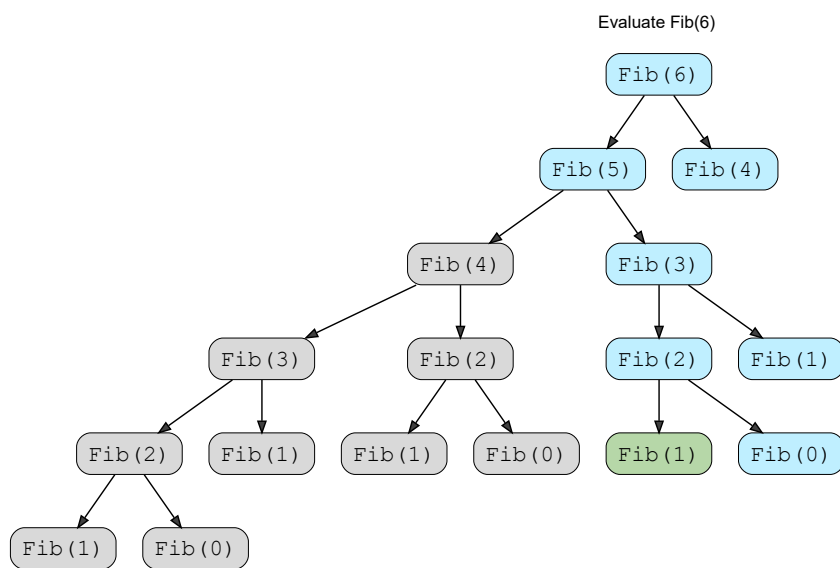 Evaluate Fib(6)
Fib(6)
Fib(5)
Fib(4)
Fib(4)
Fib(3)
Fib(3)
Fib(2)
Fib(2)
Fib(1)
Fib(2)
Fib(1)
Fib(1)
Fib(0)
Fib(1)
Fib(0)
Fib(1)
Fib(0)